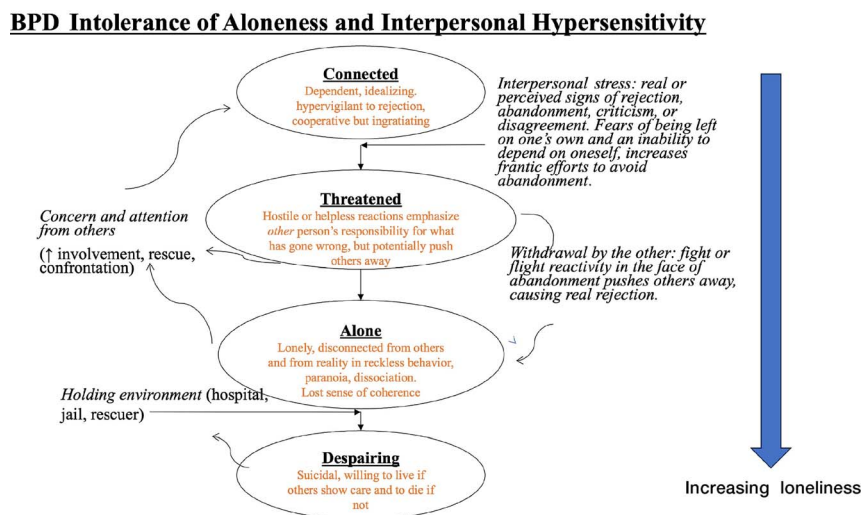 BPD Intolerance of Aloneness and Interpersonal Hypersensitivity
Connected
Dependent, idealizing.
hypervigilant to rejection,
cooperative but ingratiating
Interpersonal stress: real or
perceived signs of rejection,
abandonment, criticism, or
disagreement. Fears of being left
on one's own and an inability to
depend on oneself, increases
frantic efforts to avoid
abandonment.
Threatened
Hostile or helpless reactions emphasize
other person's responsibility for what
has gone wrong, but potentially push
others away
Concern and attention
from others
(↑ involvement, rescue,
confrontation)
Withdrawal by the other: fight or
flight reactivity in the face of
abandonment pushes others away,
causing real rejection.
Alone
Lonely, disconnected from others
and from reality in reckless behavior,
paranoia, dissociation.
Lost sense of coherence
Holding environment (hospital,
jail, rescuer)
Despairing
Suicidal, willing to live if
others show care and to die if
not
Increasing loneliness